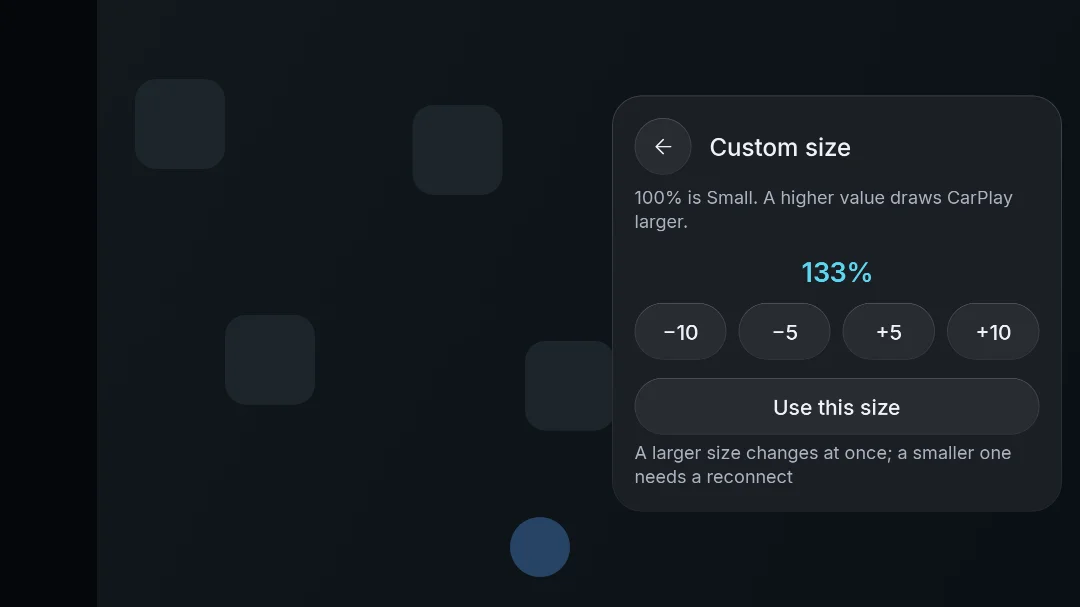 Custom size
100% is Small. A higher value draws CarPlay
larger.
133%
−10 −5 +5 +10
Use this size
A larger size changes at once; a smaller one
needs a reconnect